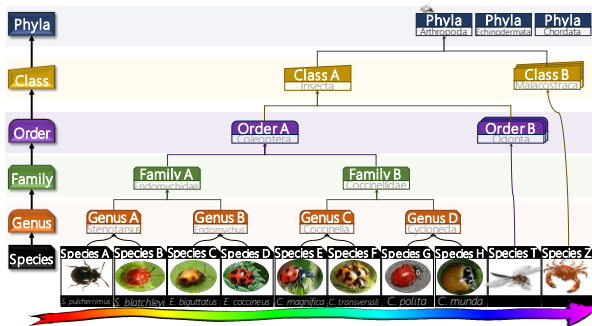 Phyla
Phyla
Arthropoda
Phyla
Echinodermata
Phyla
Chordata
Class
Class A
Insecta
Class B
Malacostraca
Order
Order A
Coleoptera
Order B
Odonta
Family
Family A
Endomychidae
Family B
Coccinellidae
Genus
Genus A
Stenotarsus
Genus B
Endomychus
Genus C
Coccinella
Genus D
Cycloneda
Species
Species A
Species B
Species C
Species D
Species E
Species F
Species G
Species H
Species T
Species Z
S. pulcherrimus
S. blatchleyi
E. biguttatus
E. coccineus
C. magnifica
C. transversali
C. polita
C. munda